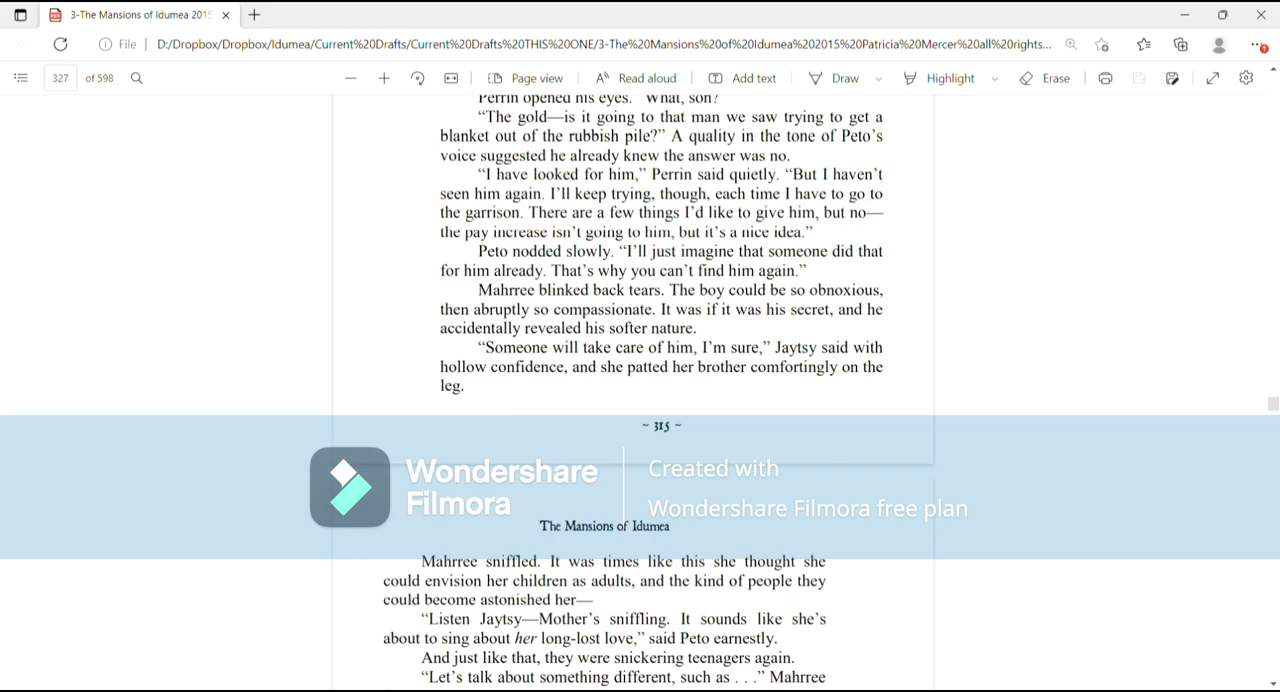 3-The Mansions of Idumea 2015
File
D:/Dropbox/Dropbox/Idumea/Current%20Drafts/Current%20Drafts%20THIS%20ONE/3-The%20Mansions%20of%20Idumea%202015%20Patricia%20Mercer%20all%20rights...
327 of 598
Page view
Read aloud
Add text
Draw
Highlight
Erase
Perrin opened his eyes. “What, son?
“The gold—is it going to that man we saw trying to get a
blanket out of the rubbish pile?” A quality in the tone of Peto’s
voice suggested he already knew the answer was no.
“I have looked for him,” Perrin said quietly. “But I haven’t
seen him again. I’ll keep trying, though, each time I have to go to
the garrison. There are a few things I’d like to give him, but no—
the pay increase isn’t going to him, but it’s a nice idea.”
Peto nodded slowly. “I’ll just imagine that someone did that
for him already. That’s why you can’t find him again.”
Mahrree blinked back tears. The boy could be so obnoxious,
then abruptly so compassionate. It was if it was his secret, and he
accidentally revealed his softer nature.
“Someone will take care of him, I’m sure,” Jaytsy said with
hollow confidence, and she patted her brother comfortingly on the
leg.
~ 315 ~
Wondershare
Filmora
Created with
Wondershare Filmora free plan
The Mansions of Idumea
Mahrree sniffled. It was times like this she thought she
could envision her children as adults, and the kind of people they
could become astonished her—
“Listen Jaytsy—Mother’s sniffling. It sounds like she’s
about to sing about her long-lost love,” said Peto earnestly.
And just like that, they were snickering teenagers again.
“Let’s talk about something different, such as . . .” Mahrree